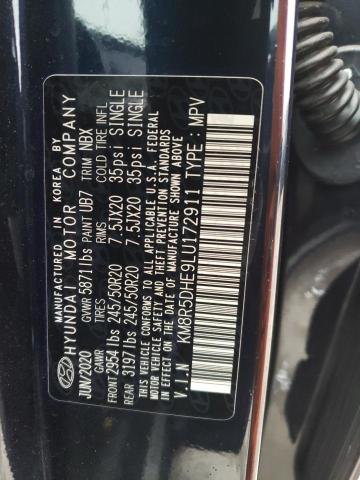 MANUFACTURED IN KOREA BY
HYUNDAI MOTOR COMPANY
JUN/2020 GVWR 5871lbs PAINT UB7 TRIM NBX
GAWR TIRES RIMS COLD TIRE INFL.
FRONT 2954 lbs 245/50R20 7.5JX20 35psi SINGLE
REAR 3197 lbs 245/50R20 7.5JX20 35psi SINGLE
THIS VEHICLE CONFORMS TO ALL APPLICABLE U.S.A. FEDERAL
MOTOR VEHICLE SAFETY AND THEFT PREVENTION STANDARDS IN
EFFECT ON THE DATE OF MANUFACTURE SHOWN ABOVE.
V.I.N : KM8R5DHE9LU172911 TYPE : MPV